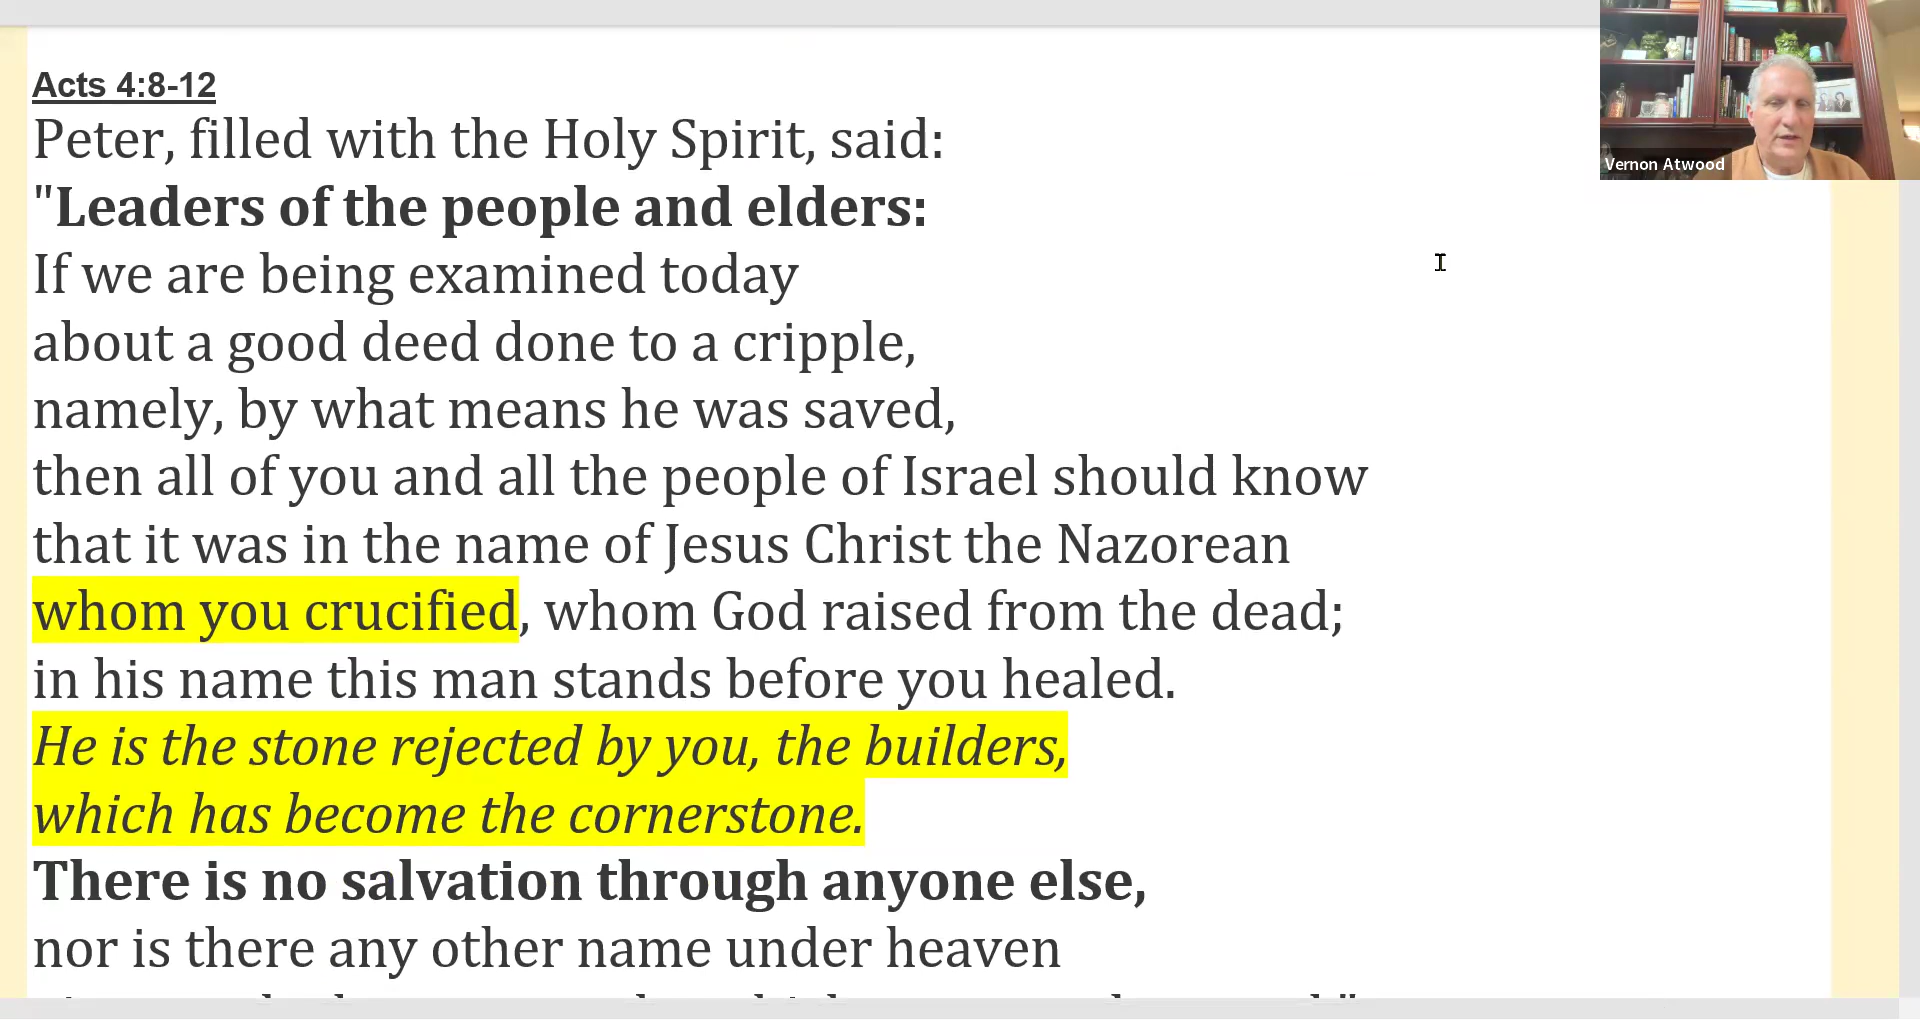 Acts 4:8-12
Peter, filled with the Holy Spirit, said:
"Leaders of the people and elders:
If we are being examined today
about a good deed done to a cripple,
namely, by what means he was saved,
then all of you and all the people of Israel should know
that it was in the name of Jesus Christ the Nazorean
whom you crucified, whom God raised from the dead;
in his name this man stands before you healed.
He is the stone rejected by you, the builders,
which has become the cornerstone.
There is no salvation through anyone else,
nor is there any other name under heaven
Vernon Atwood